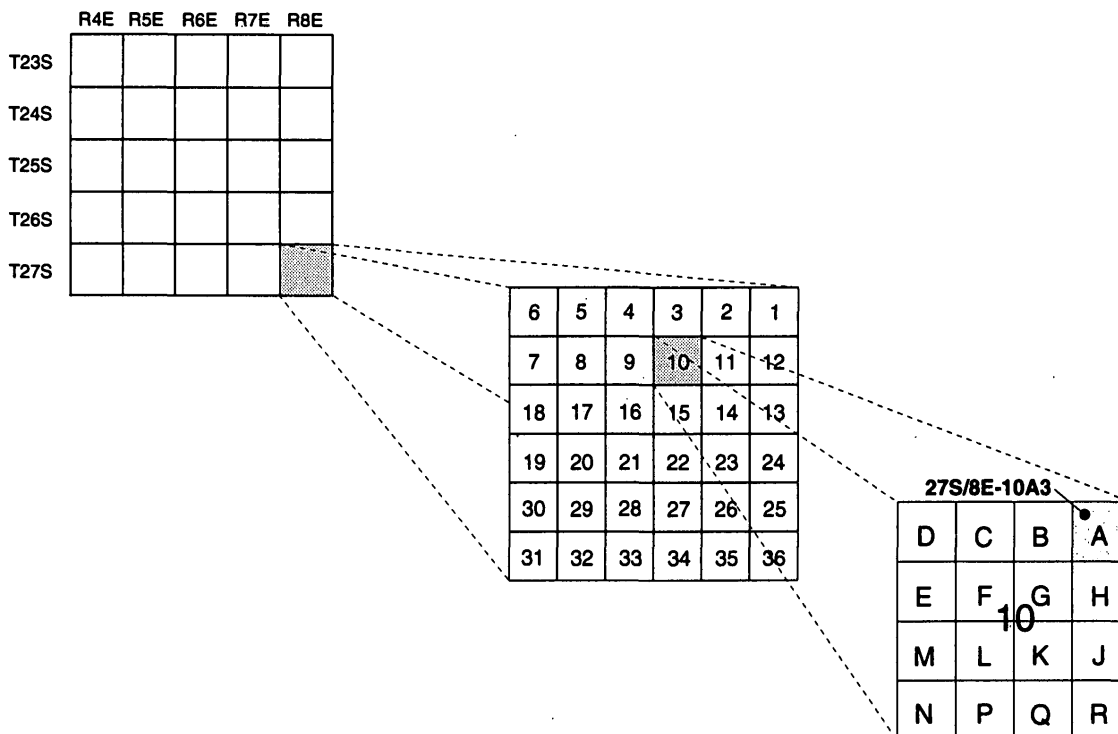 R4E R5E R6E R7E R8E
T23S
T24S
T25S
T26S
T27S
6 5 4 3 2 1
7 8 9 10 11 12
18 17 16 15 14 13
19 20 21 22 23 24
30 29 28 27 26 25
31 32 33 34 35 36
27S/8E-10A3
D C B A
E F G H
10
M L K J
N P Q R